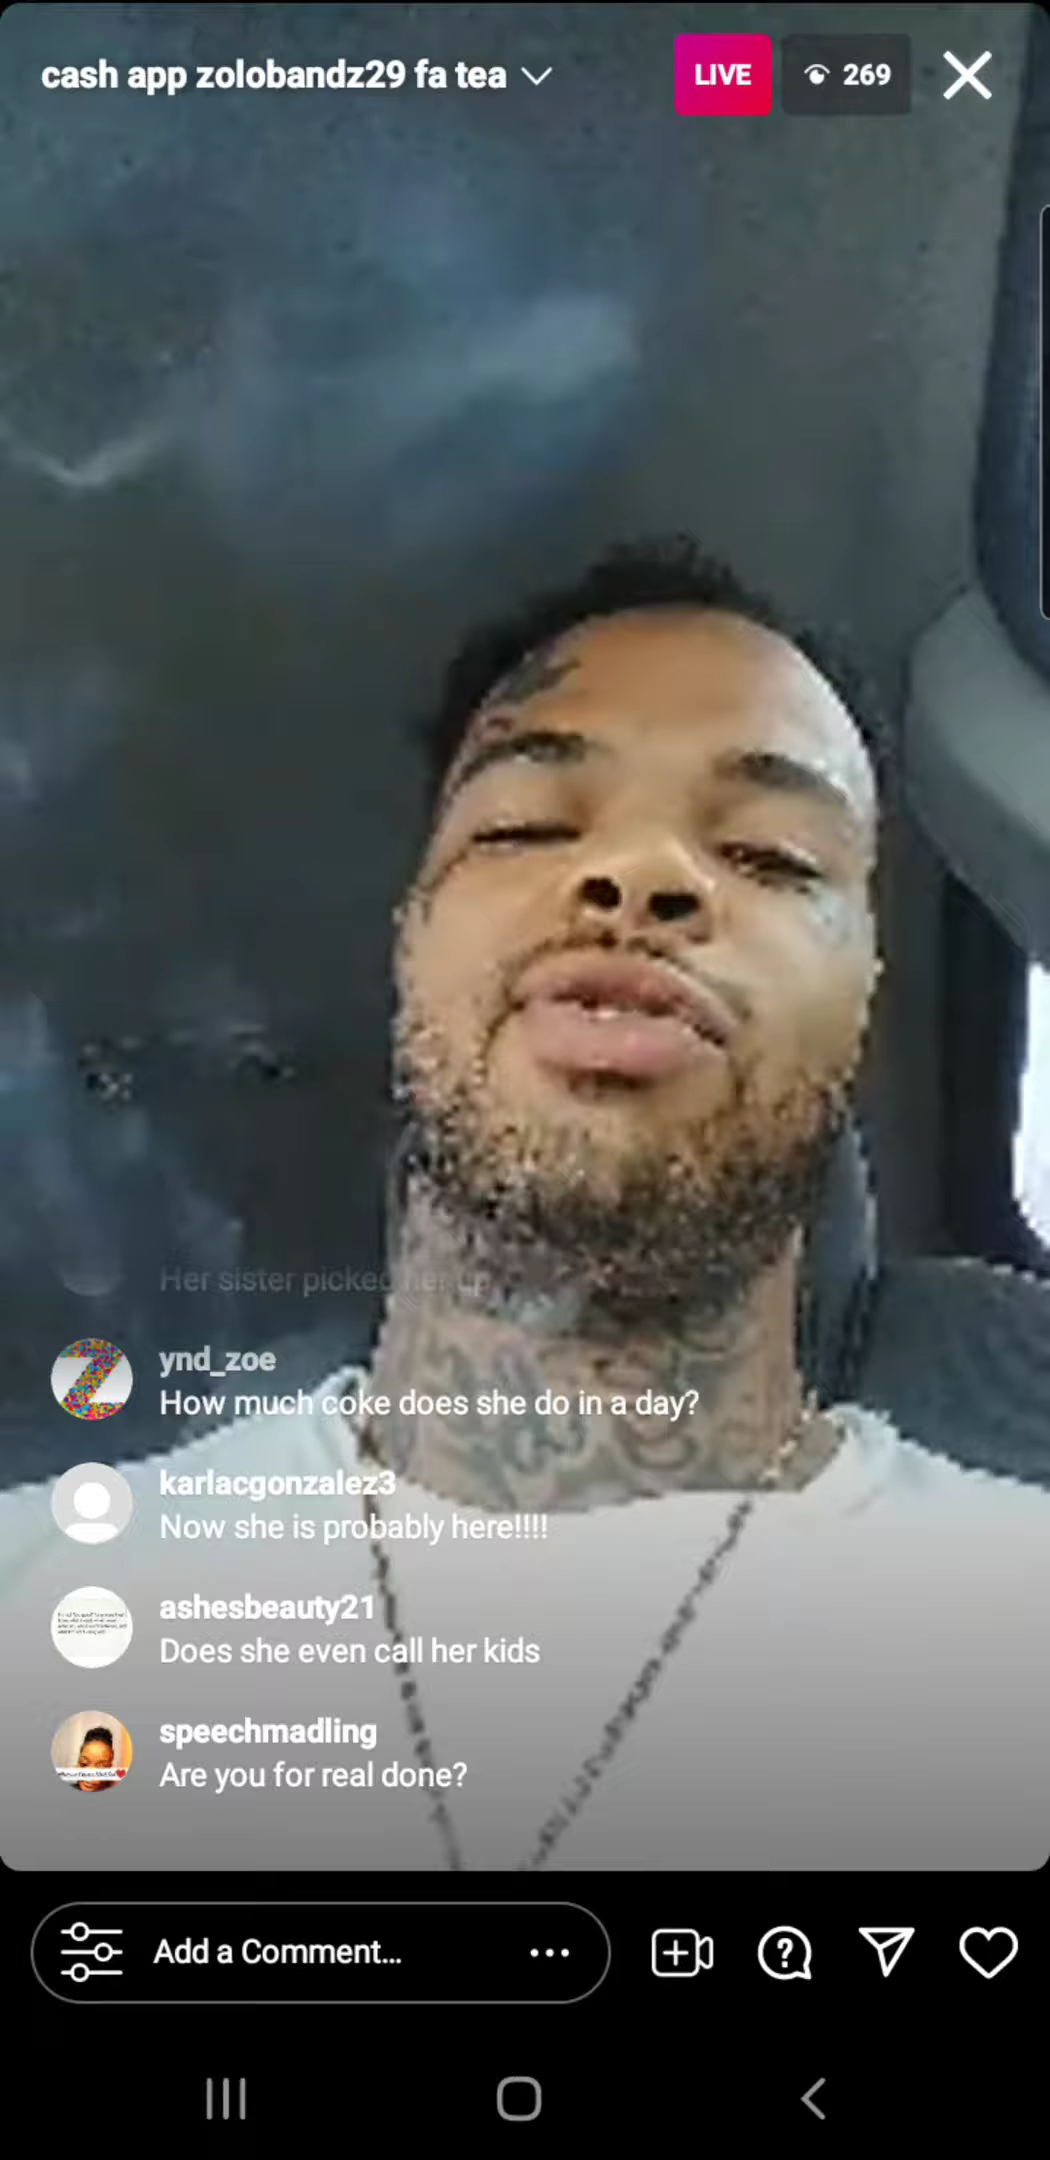 cash app zolobandz29 fa tea
LIVE
269
Her sister picked her up
ynd_zoe
How much coke does she do in a day?
karlacgonzalez3
Now she is probably here!!!!
ashesbeauty21
Does she even call her kids
speechmadling
Are you for real done?
Add a Comment...